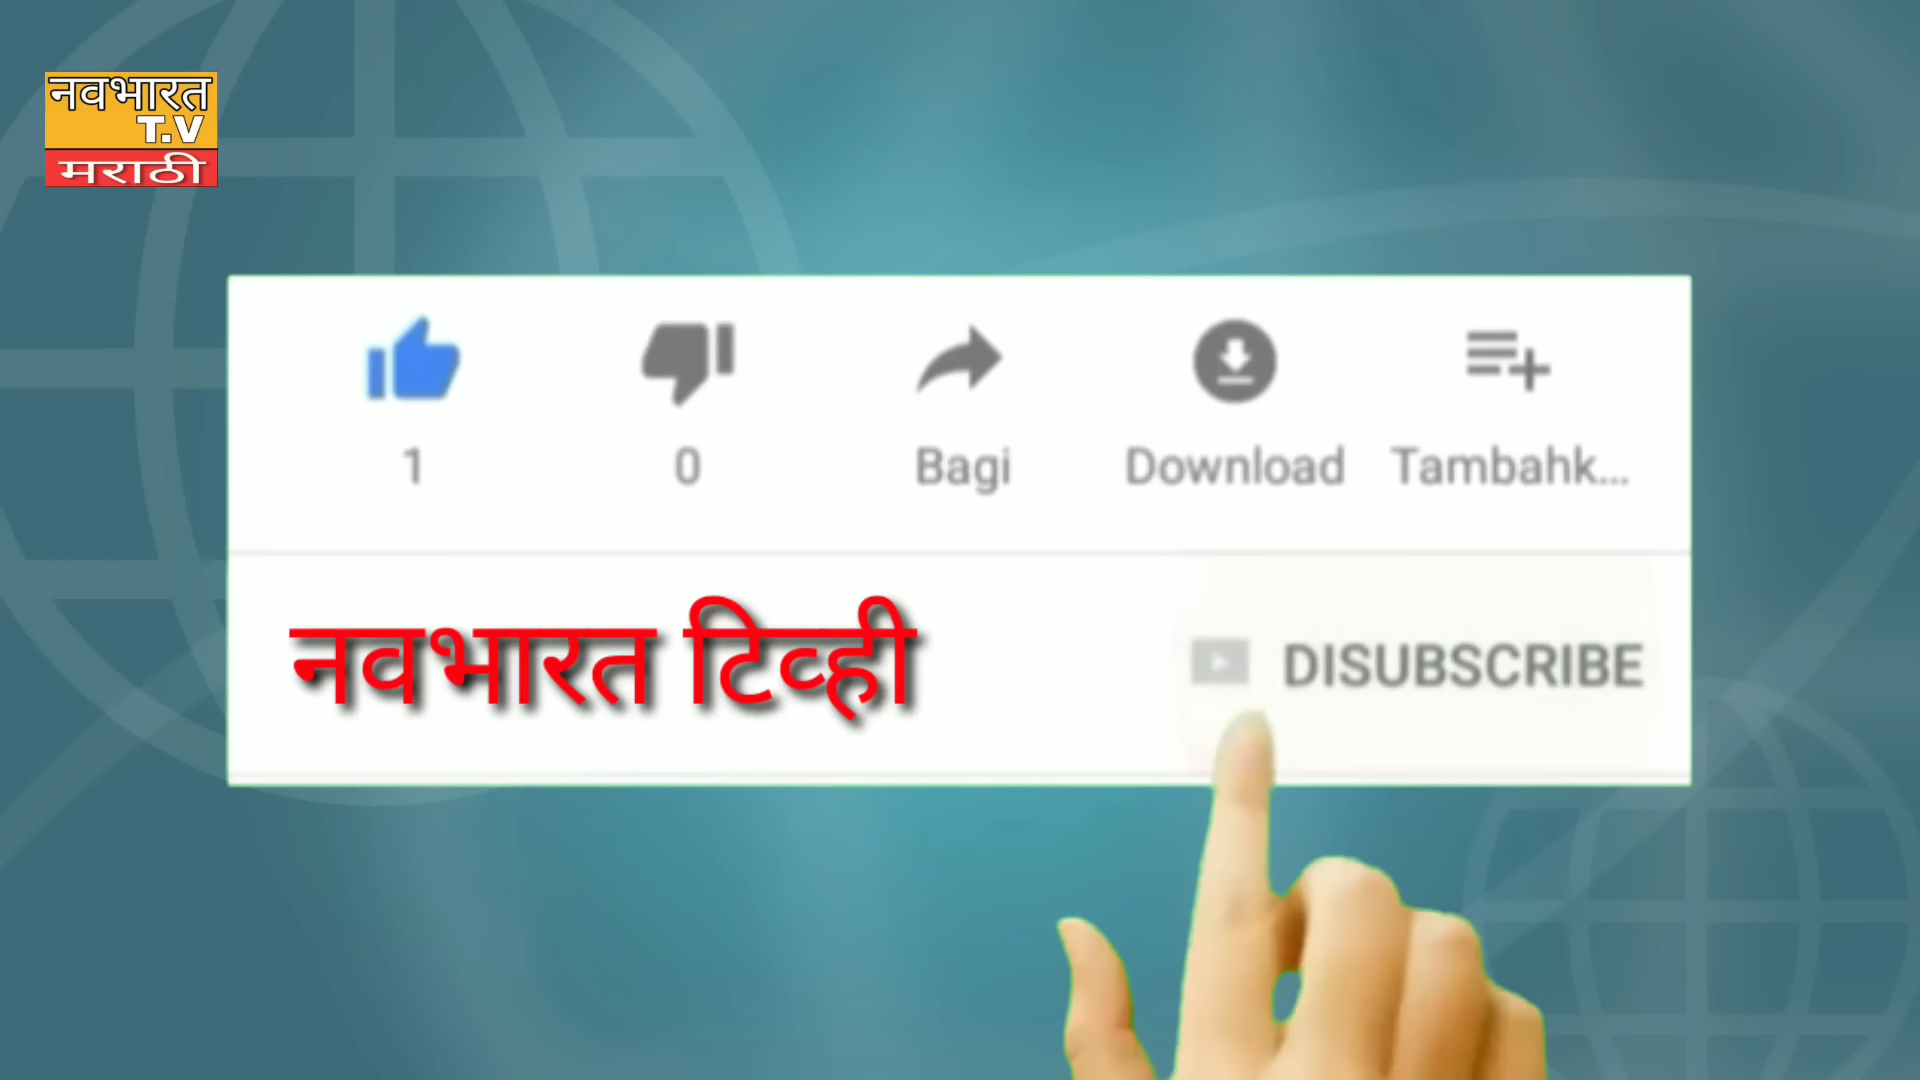 नवभारत
T.V
मराठी
1
0
Bagi
Download
Tambahk...
नवभारत टिव्ही
DISUBSCRIBE